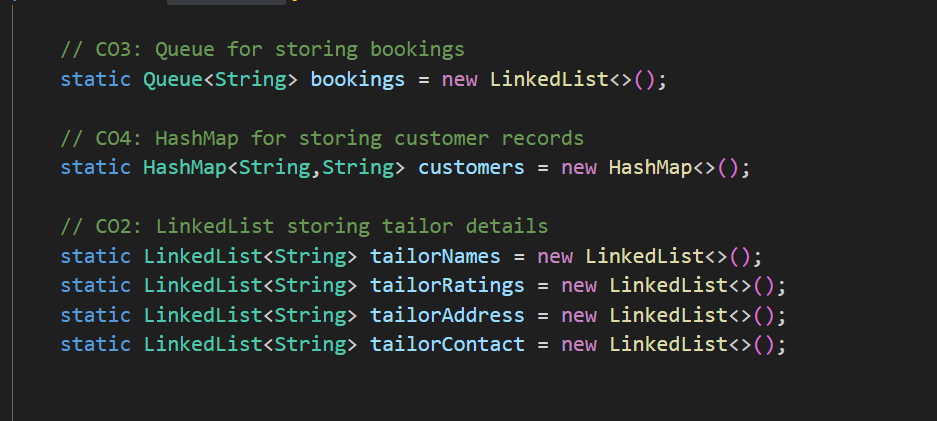 // CO3: Queue for storing bookings
static Queue<String> bookings = new LinkedList<>();
// CO4: HashMap for storing customer records
static HashMap<String,String> customers = new HashMap<>();
// CO2: LinkedList storing tailor details
static LinkedList<String> tailorNames = new LinkedList<>();
static LinkedList<String> tailorRatings = new LinkedList<>();
static LinkedList<String> tailorAddress = new LinkedList<>();
static LinkedList<String> tailorContact = new LinkedList<>();